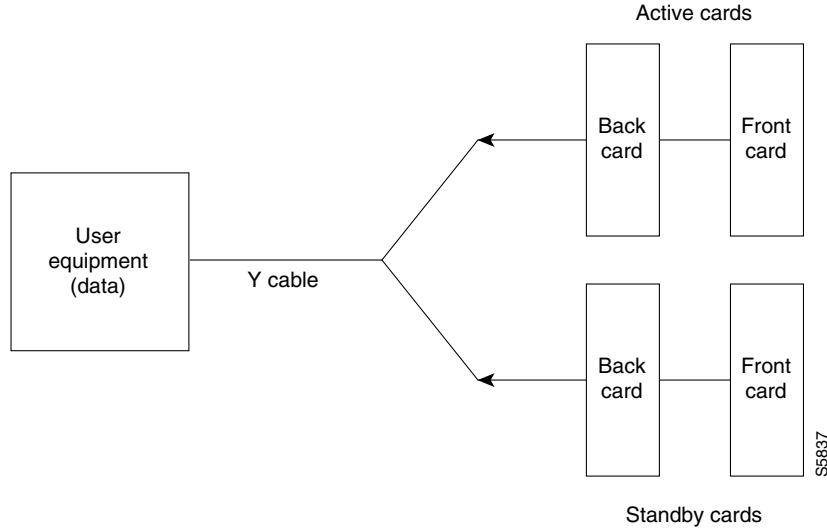 Active cards
Back
card
Front
card
User
equipment
(data)
Y cable
Back
card
Front
card
S5837
Standby cards